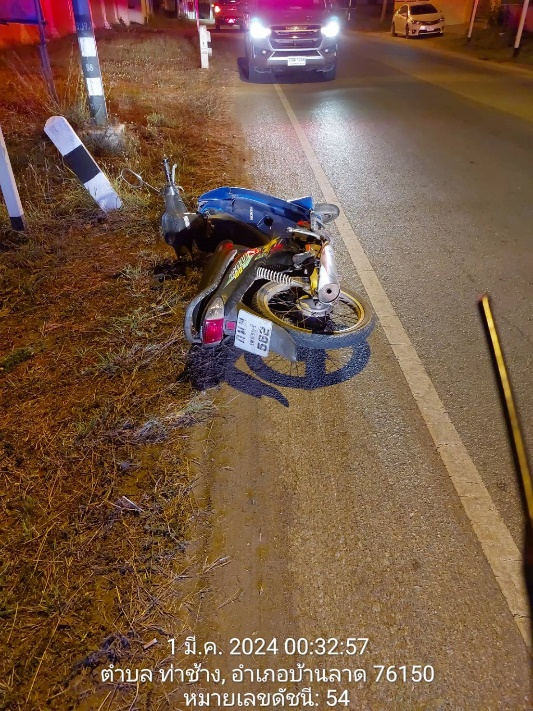 562
1 มี.ค. 2024 00:32:57
ตำบล ท่าช้าง, อำเภอบ้านลาด 76150
หมายเลขดัชนี: 54